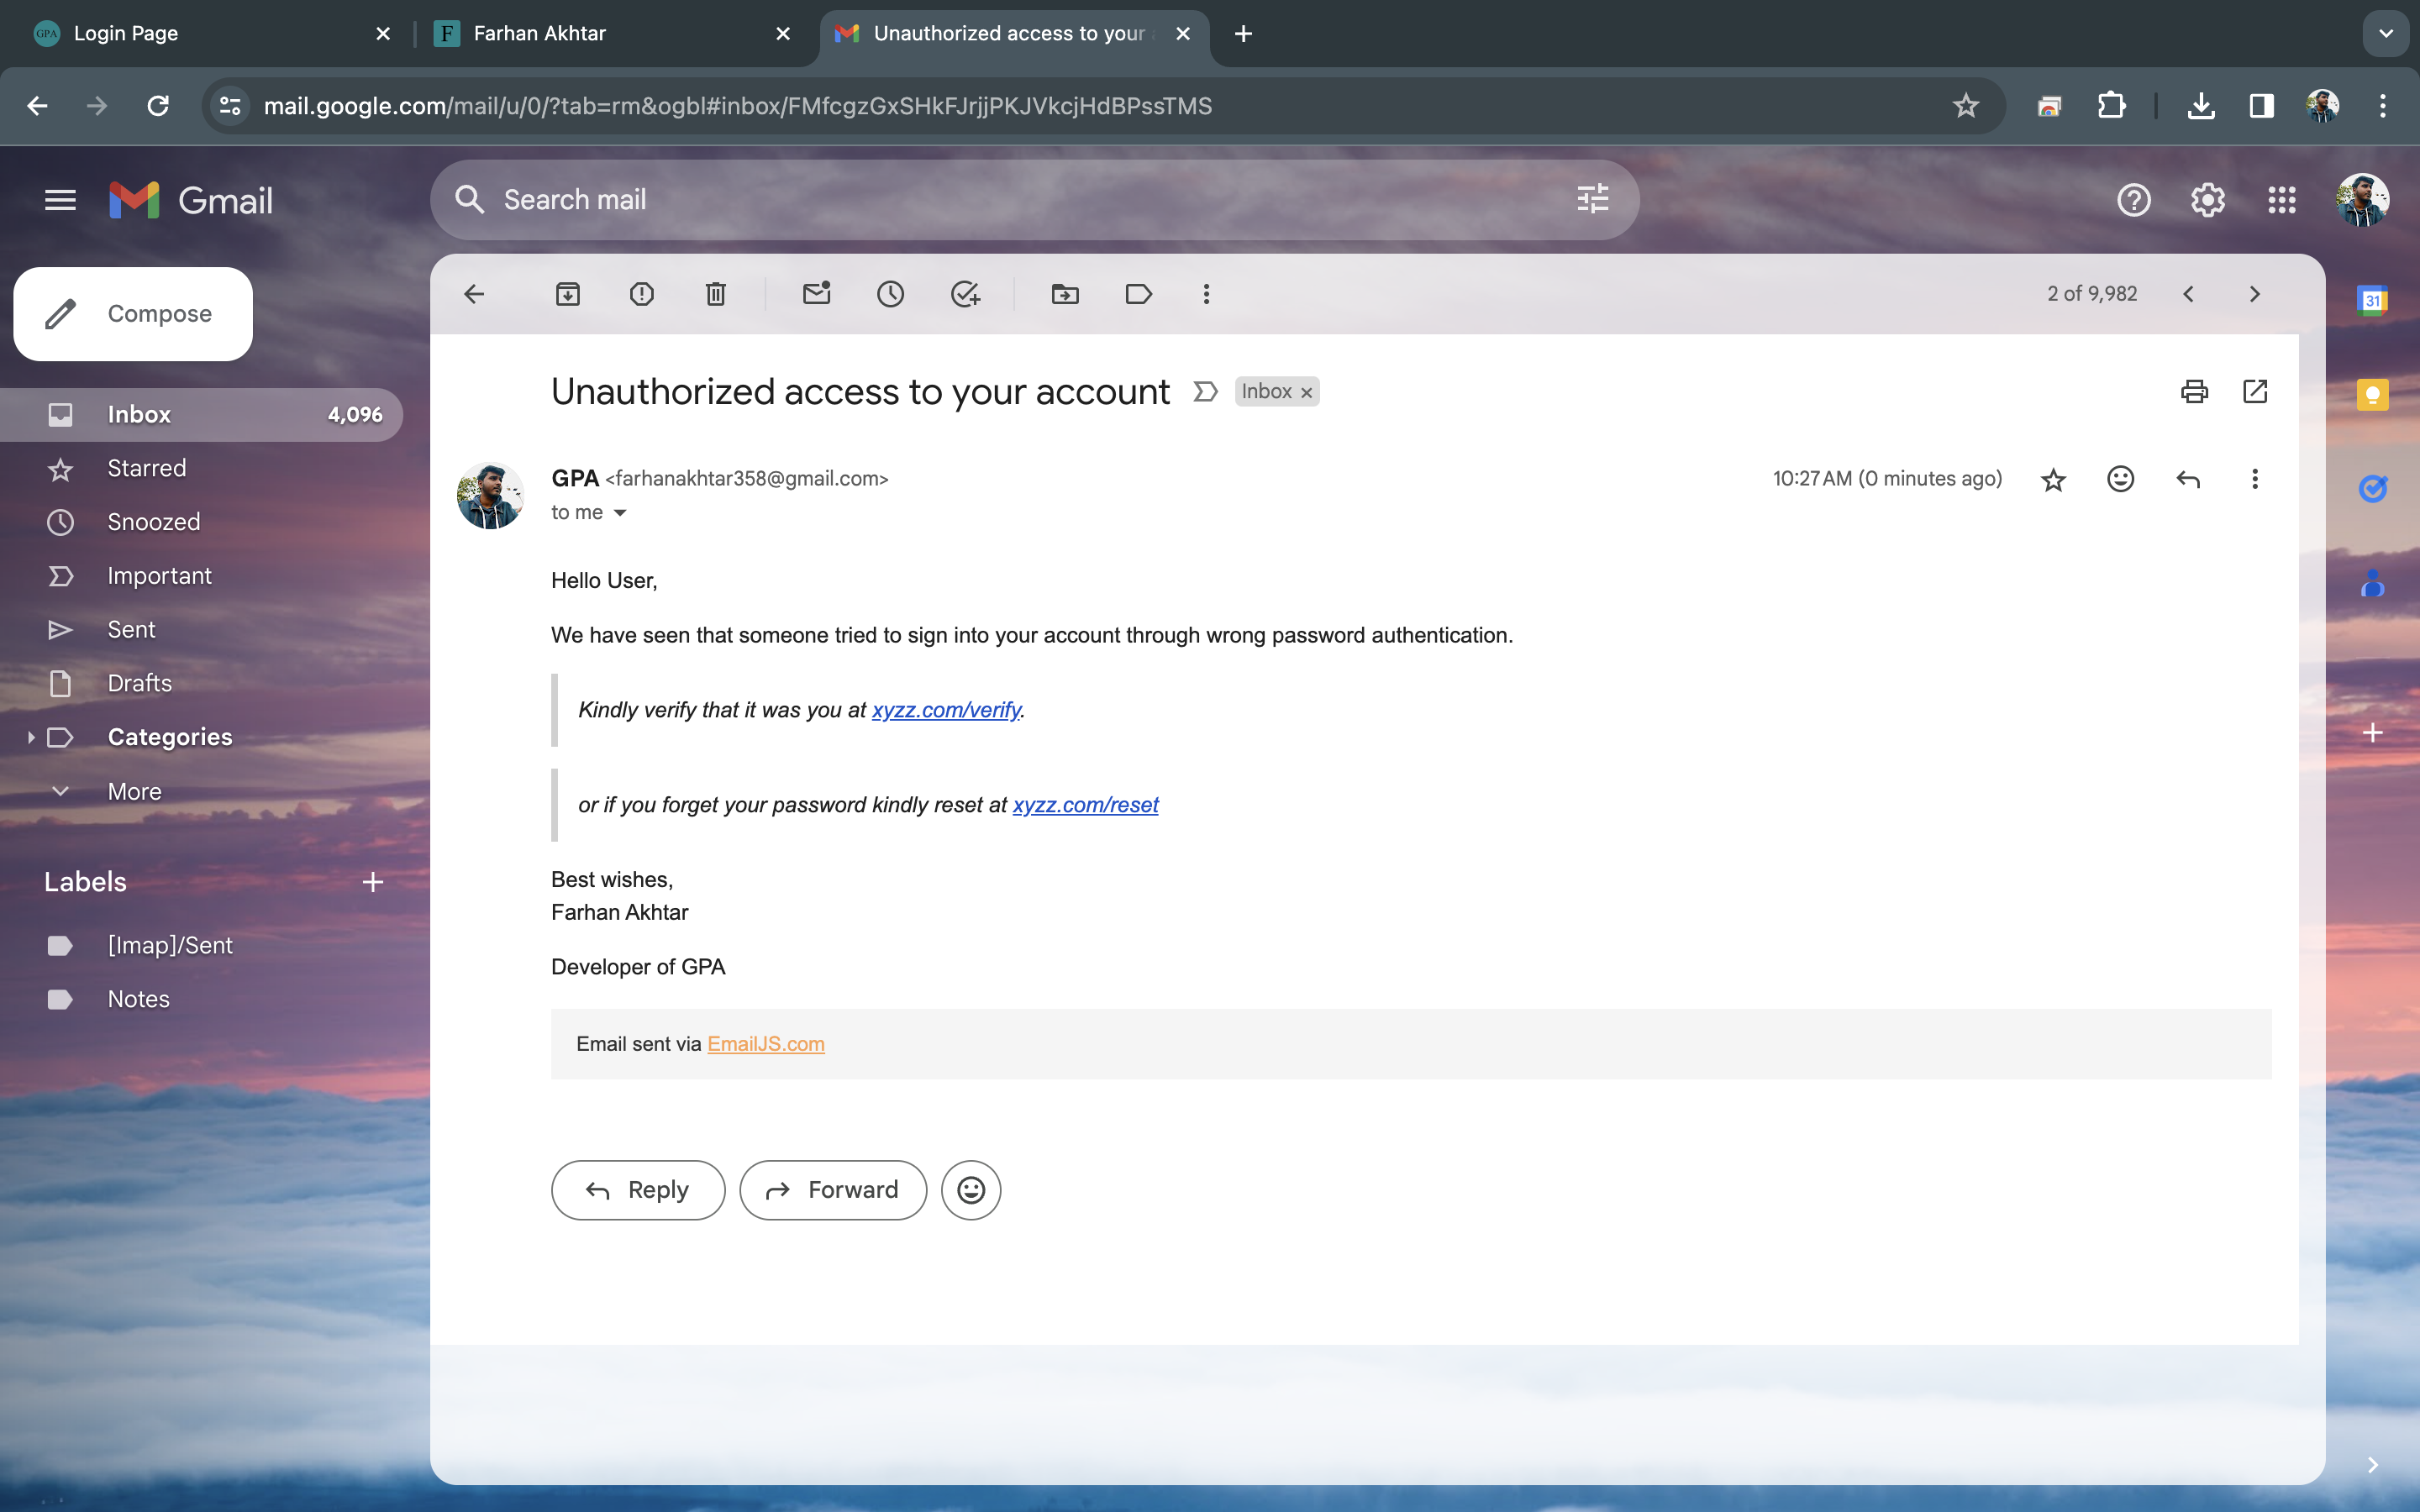 GPA Login Page
F Farhan Akhtar
Unauthorized access to your
mail.google.com/mail/u/0/?tab=rm&ogbl#inbox/FMfcgzGxSHkFJrjjPKJVkcjHdBPssTMS
Gmail
Search mail
Compose
2 of 9,982
31
Inbox 4,096
Starred
Snoozed
Important
Sent
Drafts
Categories
More
Labels
[Imap]/Sent
Notes
Unauthorized access to your account
Inbox
GPA <farhanakhtar358@gmail.com>
10:27 AM (0 minutes ago)
to me
Hello User,
We have seen that someone tried to sign into your account through wrong password authentication.
Kindly verify that it was you at xyzz.com/verify.
or if you forget your password kindly reset at xyzz.com/reset
Best wishes,
Farhan Akhtar
Developer of GPA
Email sent via EmailJS.com
Reply
Forward